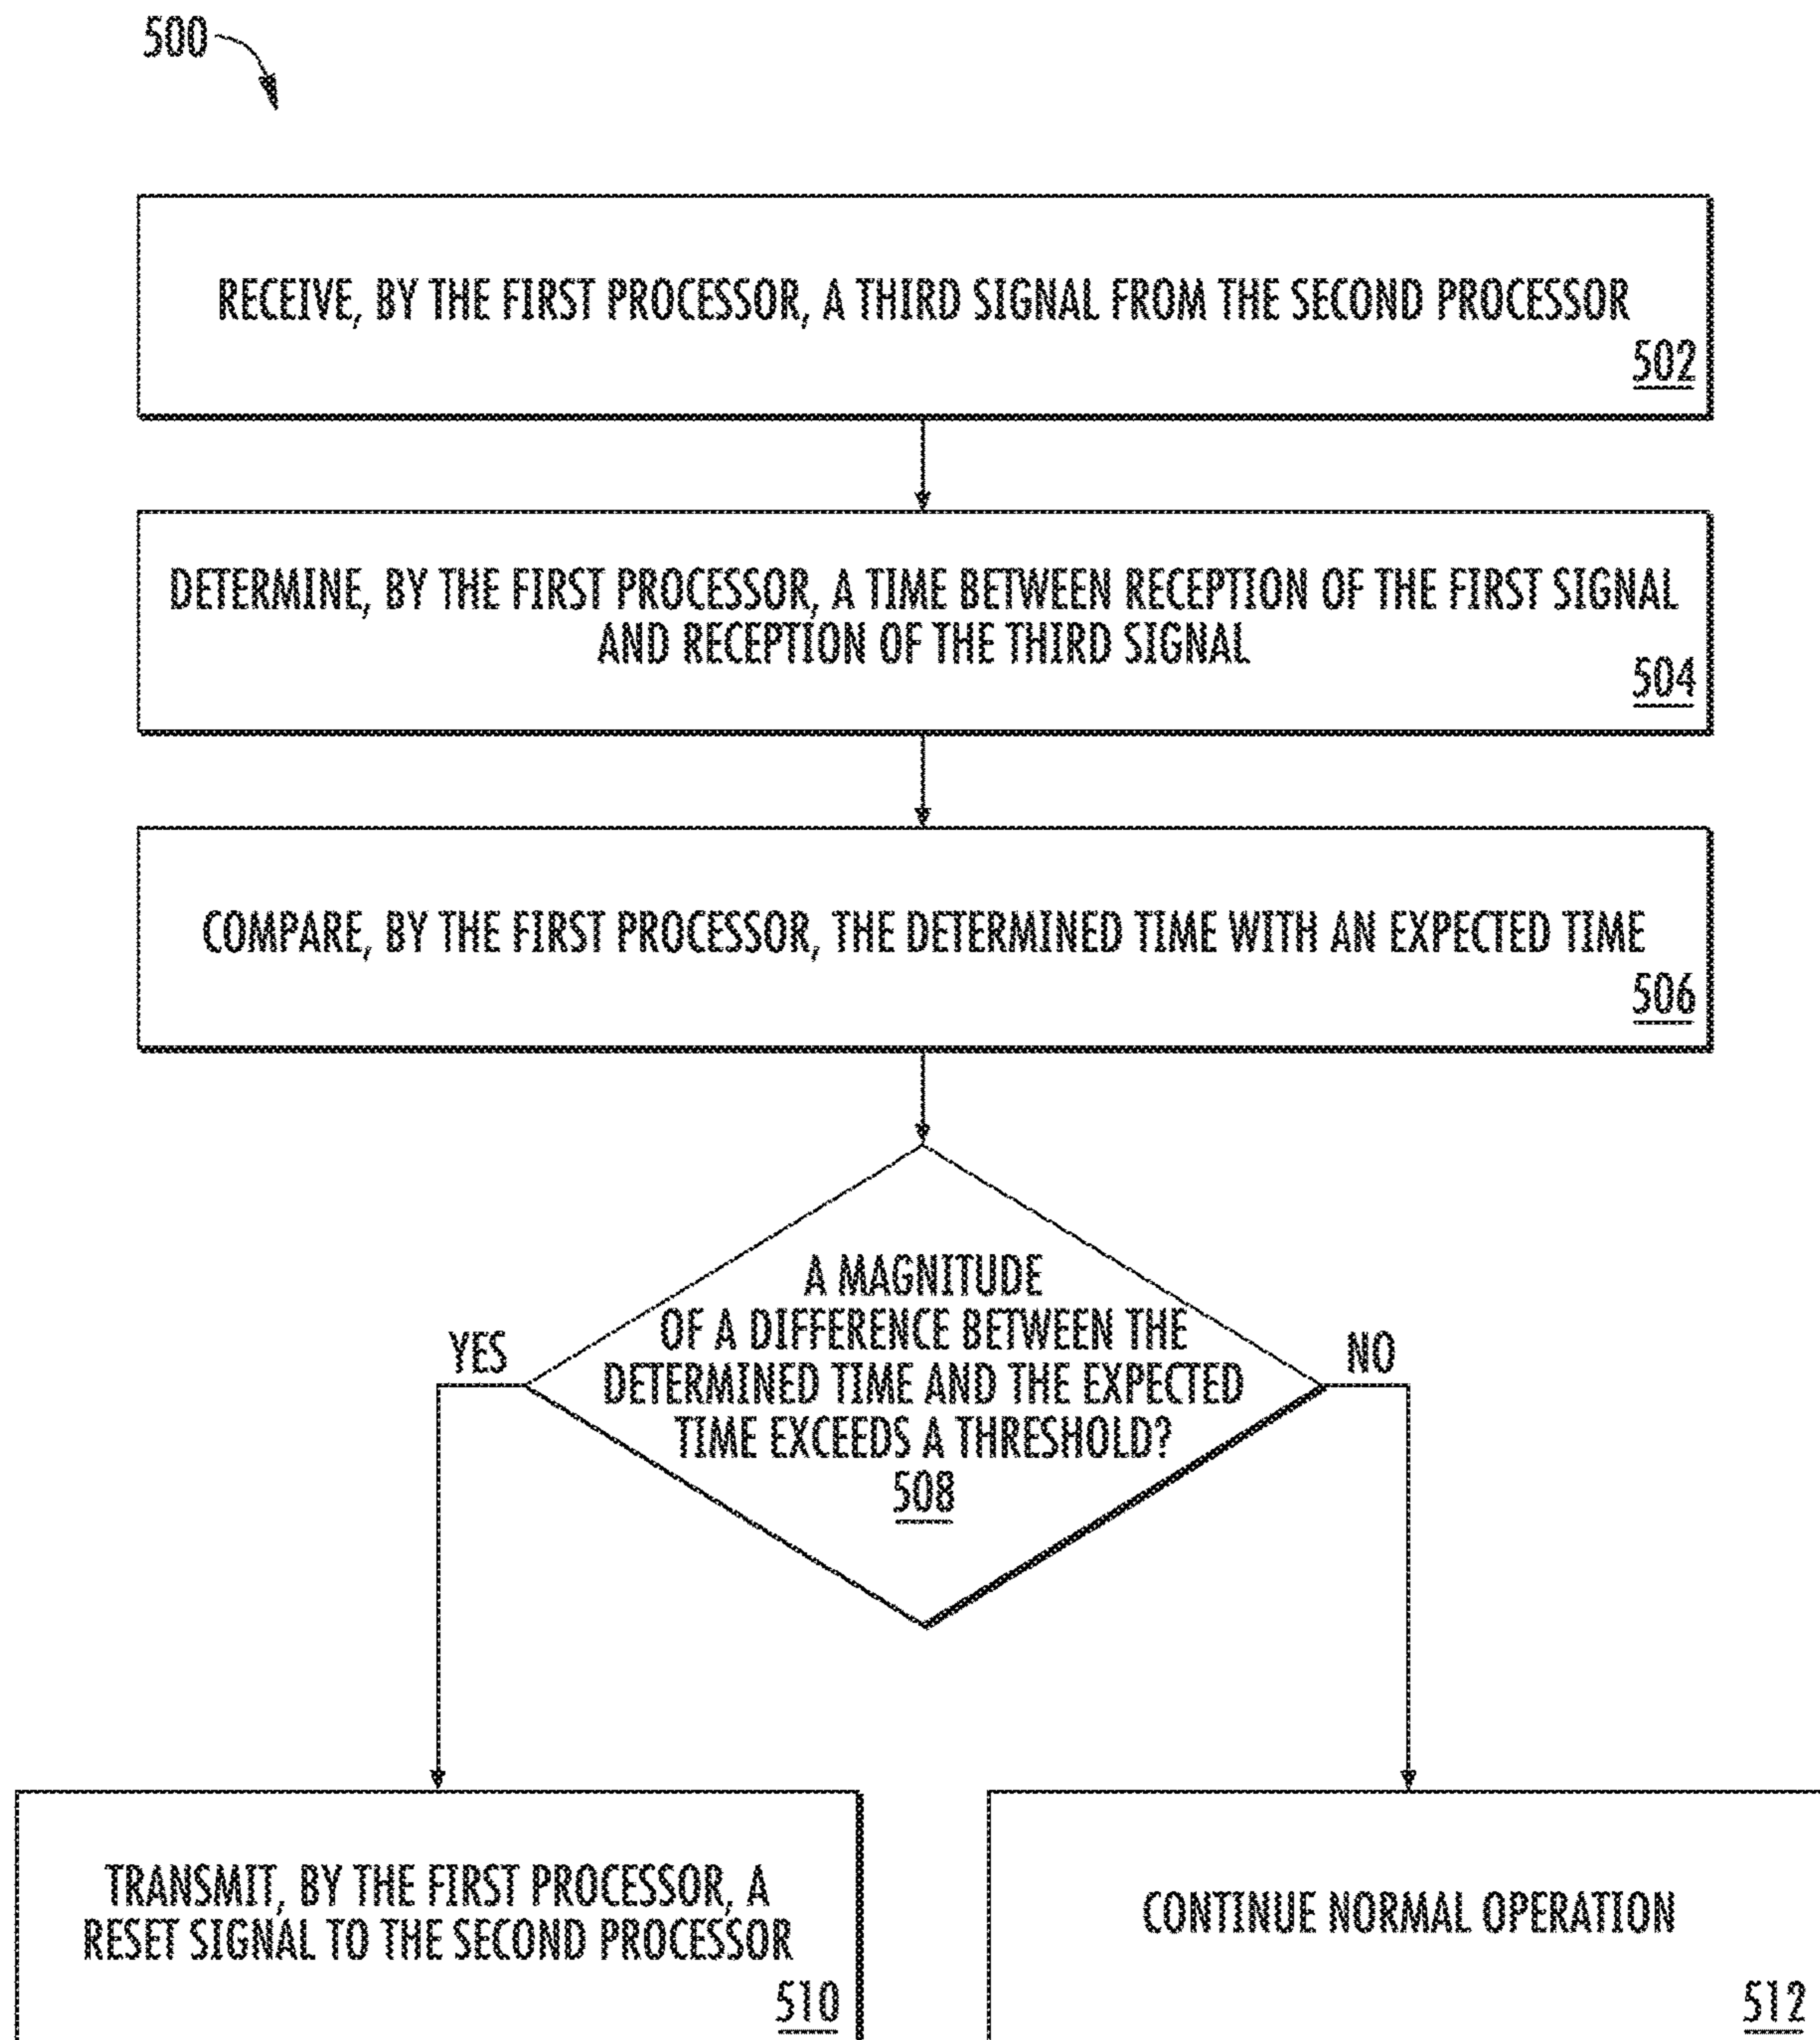 500
RECEIVE, BY THE FIRST PROCESSOR, A THIRD SIGNAL FROM THE SECOND PROCESSOR
502
DETERMINE, BY THE FIRST PROCESSOR, A TIME BETWEEN RECEPTION OF THE FIRST SIGNAL
AND RECEPTION OF THE THIRD SIGNAL
504
COMPARE, BY THE FIRST PROCESSOR, THE DETERMINED TIME WITH AN EXPECTED TIME
506
A MAGNITUDE
OF A DIFFERENCE BETWEEN THE
DETERMINED TIME AND THE EXPECTED
TIME EXCEEDS A THRESHOLD?
508
YES
NO
TRANSMIT, BY THE FIRST PROCESSOR, A
RESET SIGNAL TO THE SECOND PROCESSOR
510
CONTINUE NORMAL OPERATION
512